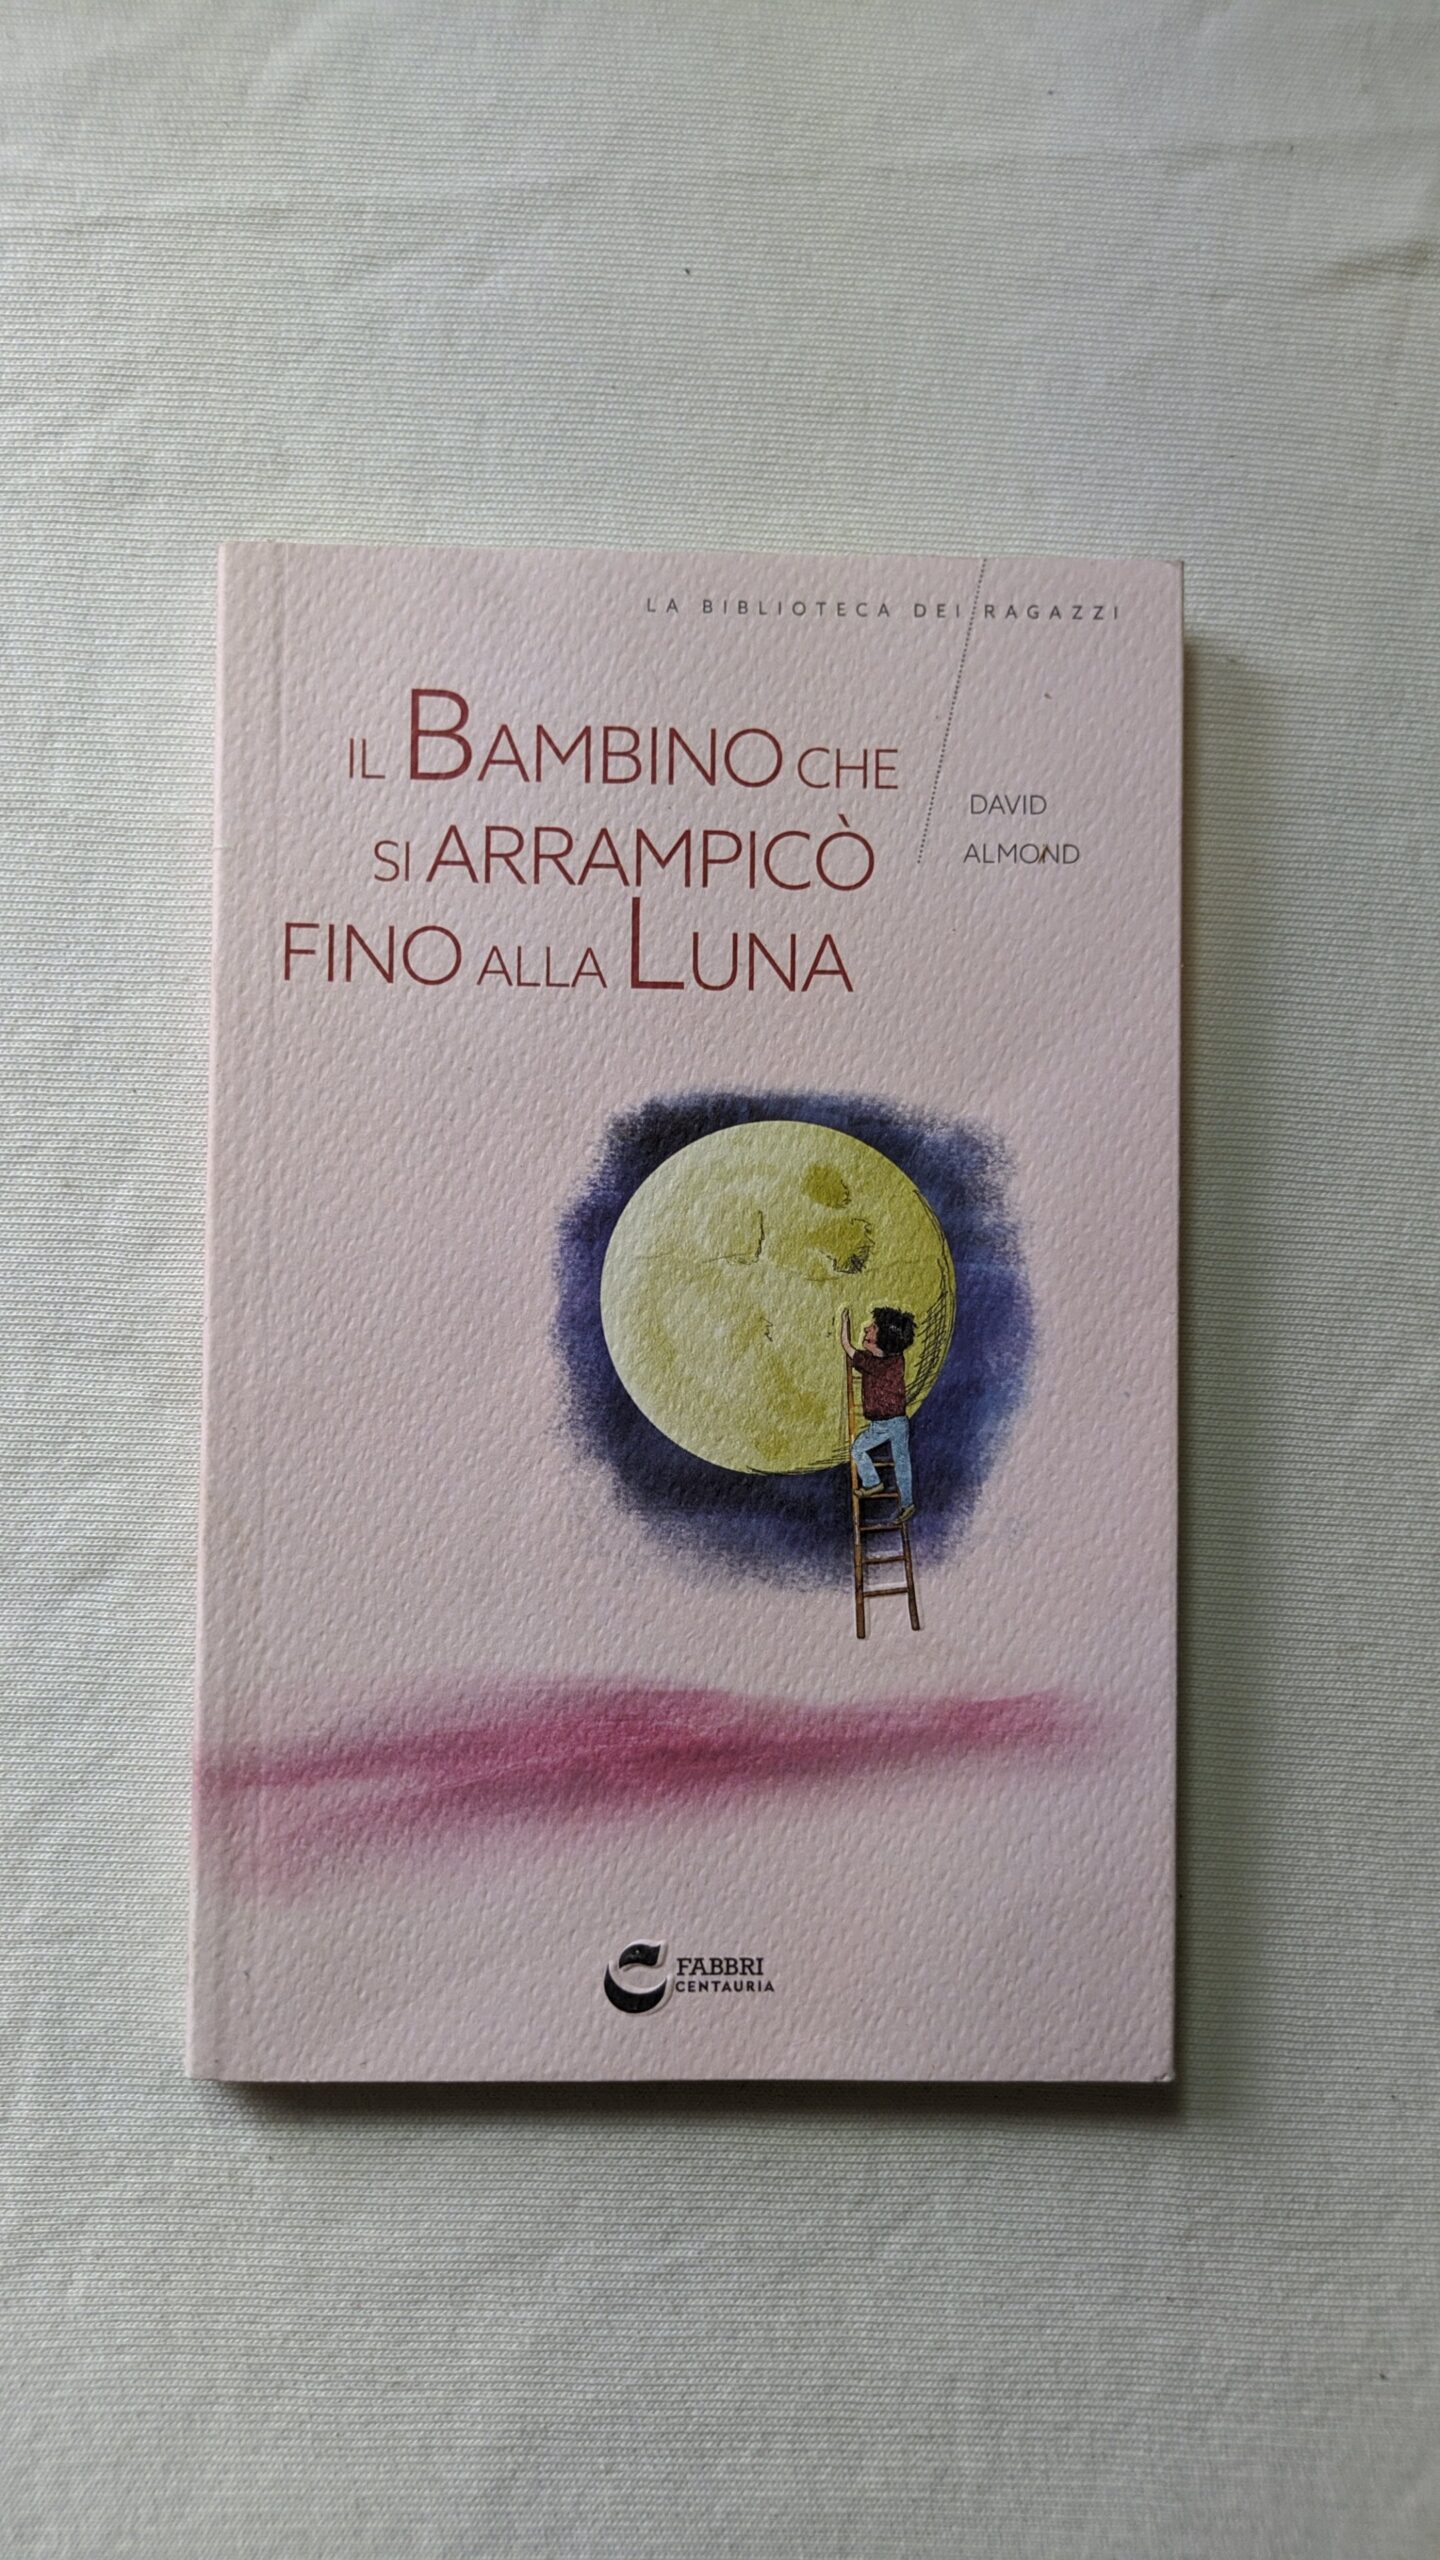 LA BIBLIOTECA DEI RAGAZZI
IL BAMBINO CHE
SI ARRAMPICÒ
FINO ALLA LUNA
DAVID
ALMOND
FABBRI
CENTAURIA